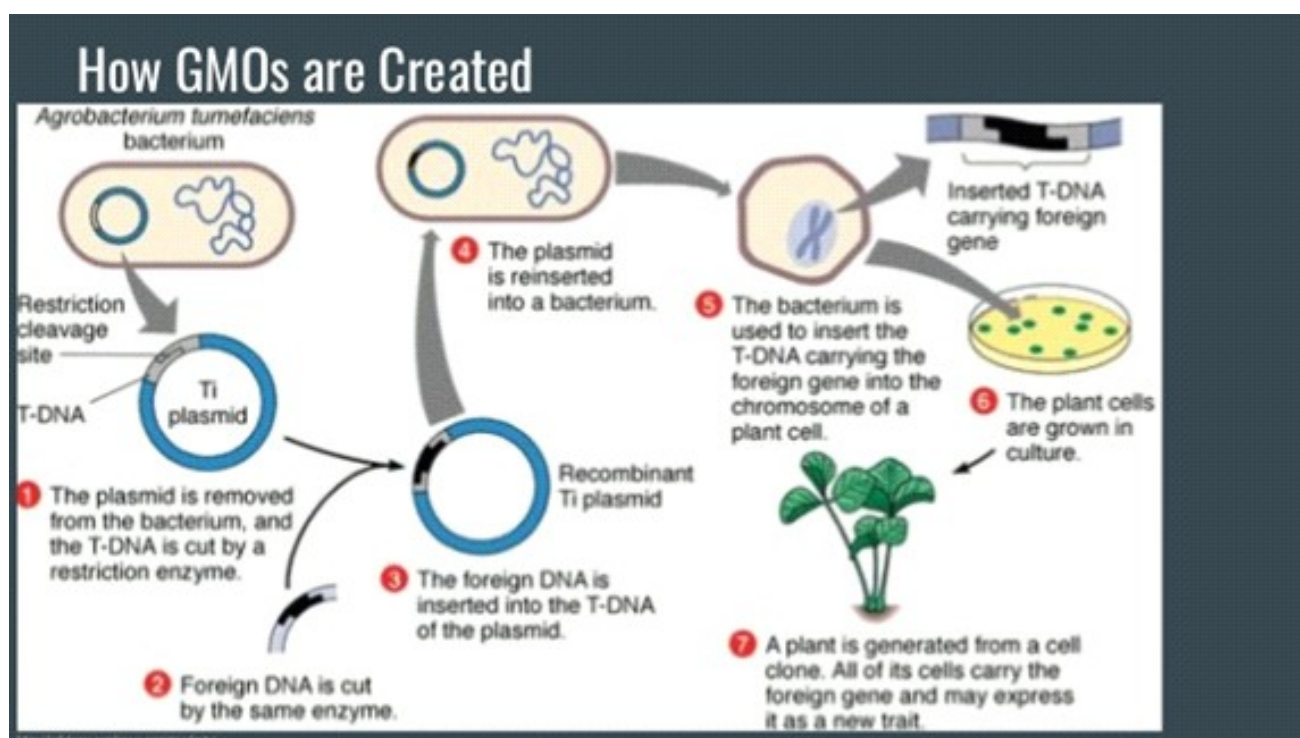 How GMOs are Created
Agrobacterium tumefaciens
bacterium
Restriction
cleavage
site
T-DNA
Ti
plasmid
1 The plasmid is removed
from the bacterium, and
the T-DNA is cut by a
restriction enzyme.
2 Foreign DNA is cut
by the same enzyme.
3 The foreign DNA is
inserted into the T-DNA
of the plasmid.
Recombinant
Ti plasmid
4 The plasmid
is reinserted
into a bacterium.
5 The bacterium is
used to insert the
T-DNA carrying the
foreign gene into the
chromosome of a
plant cell.
Inserted T-DNA
carrying foreign
gene
6 The plant cells
are grown in
culture.
7 A plant is generated from a cell
clone. All of its cells carry the
foreign gene and may express
it as a new trait.